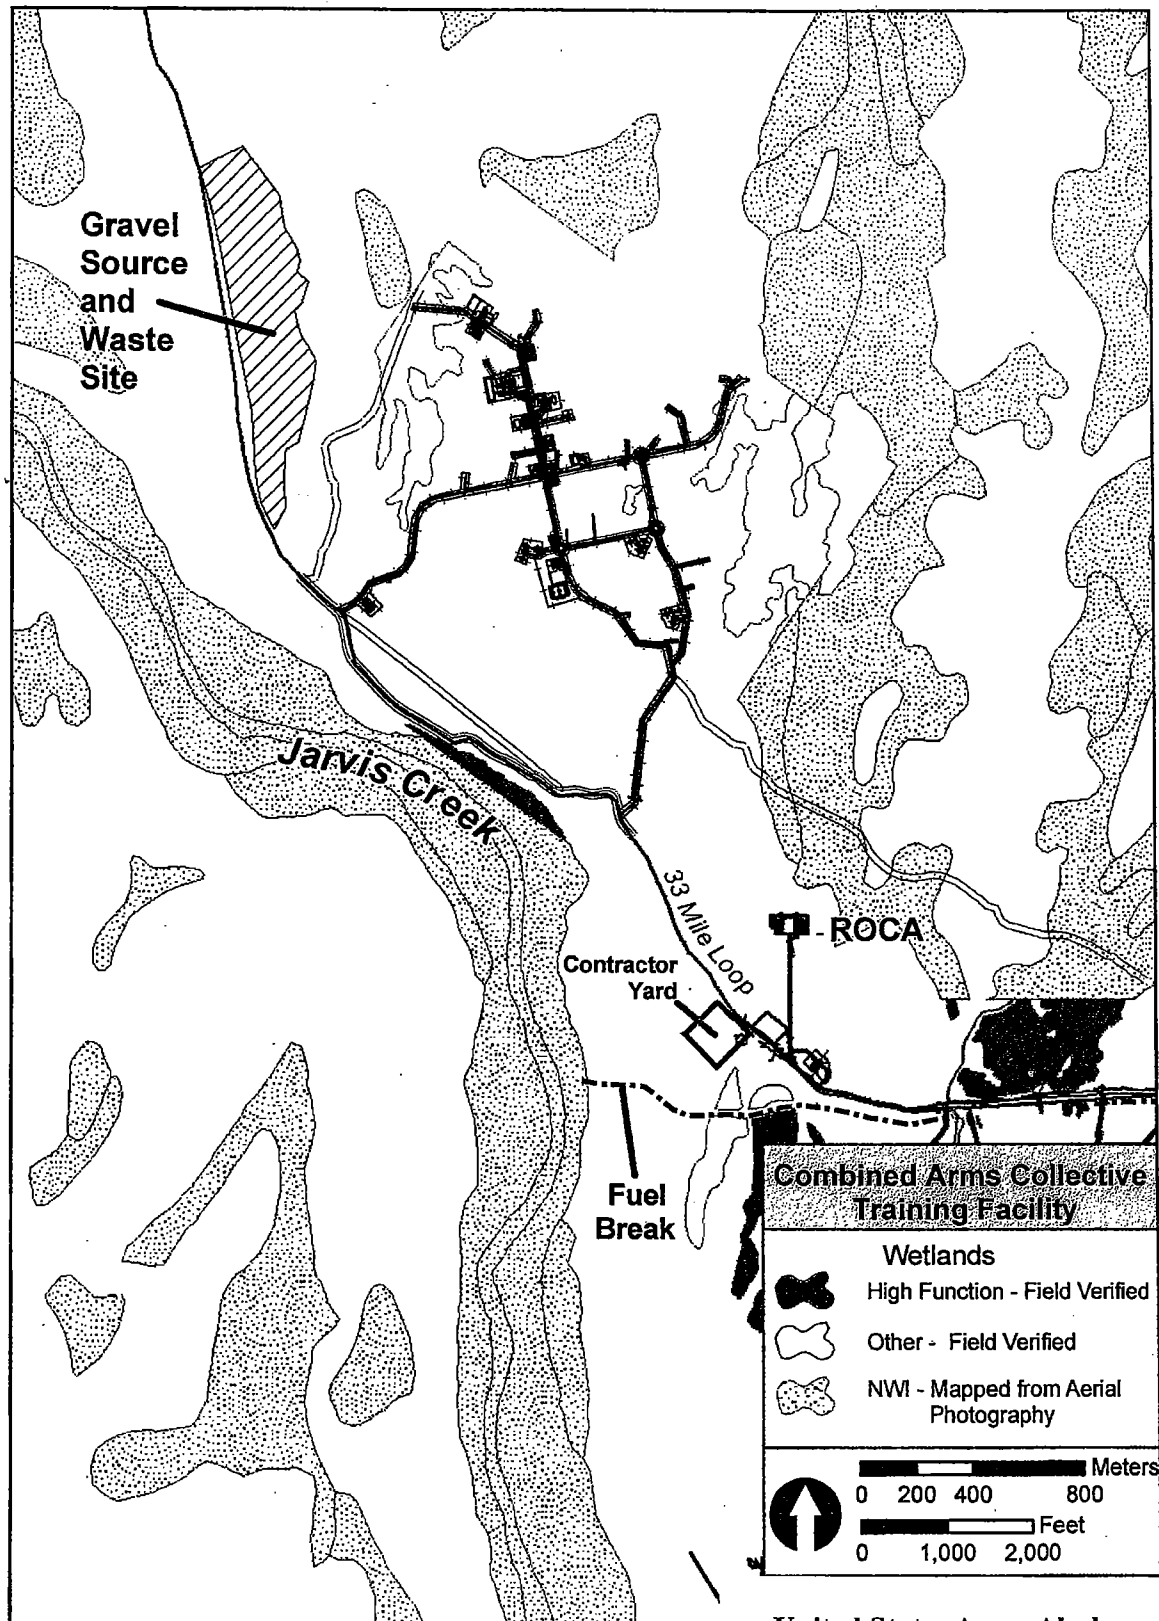 Gravel
Source
and
Waste
Site
Jarvis Creek
33 Mile Loop
ROCA
Contractor
Yard
Fuel
Break
Combined Arms Collective
Training Facility
Wetlands
High Function - Field Verified
Other - Field Verified
NWI - Mapped from Aerial
Photography
Meters
0 200 400 800
Feet
0 1,000 2,000